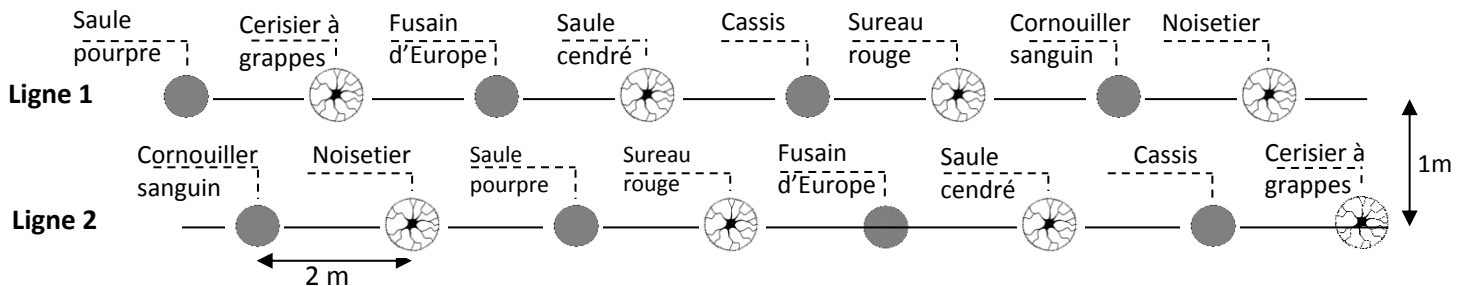 Saule pourpre
Cerisier à grappes
Fusain d’Europe
Saule cendré
Cassis
Sureau rouge
Cornouiller sanguin
Noisetier
Ligne 1
Cornouiller sanguin
Noisetier
Saule pourpre
Sureau rouge
Fusain d’Europe
Saule cendré
Cassis
Cerisier à grappes
1m
Ligne 2
2 m